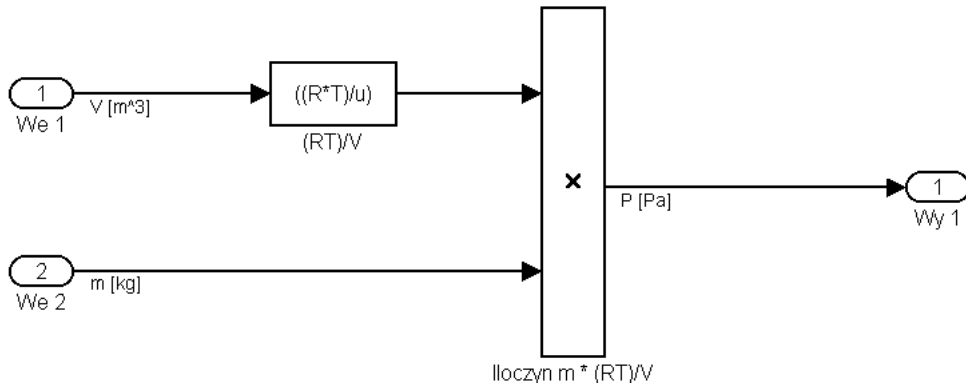 1
We 1
V [m^3]
((R*T)/u)
(RT)/V
×
P [Pa]
1
Wy 1
2
We 2
m [kg]
Iloczyn m * (RT)/V